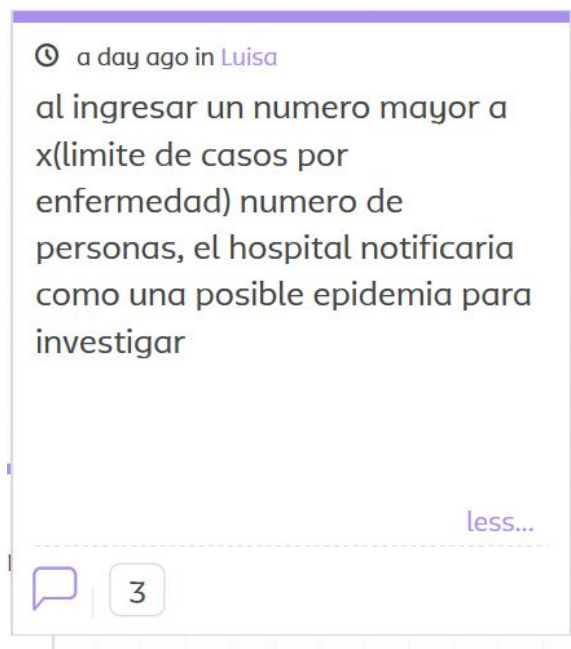 a day ago in Luisa
al ingresar un numero mayor a
x(limite de casos por
enfermedad) numero de
personas, el hospital notificaria
como una posible epidemia para
investigar
less...
3